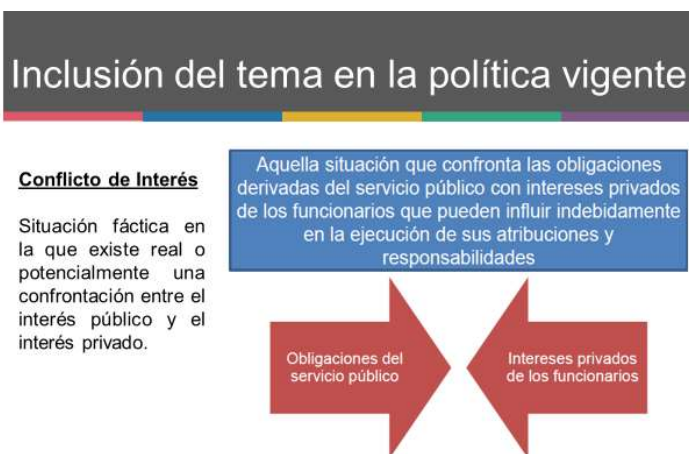 Inclusión del tema en la política vigente
Conflicto de Interés
Situación fáctica en
la que existe real o
potencialmente una
confrontación entre el
interés público y el
interés privado.
Aquella situación que confronta las obligaciones
derivadas del servicio público con intereses privados
de los funcionarios que pueden influir indebidamente
en la ejecución de sus atribuciones y
responsabilidades
Obligaciones del
servicio público
Intereses privados
de los funcionarios